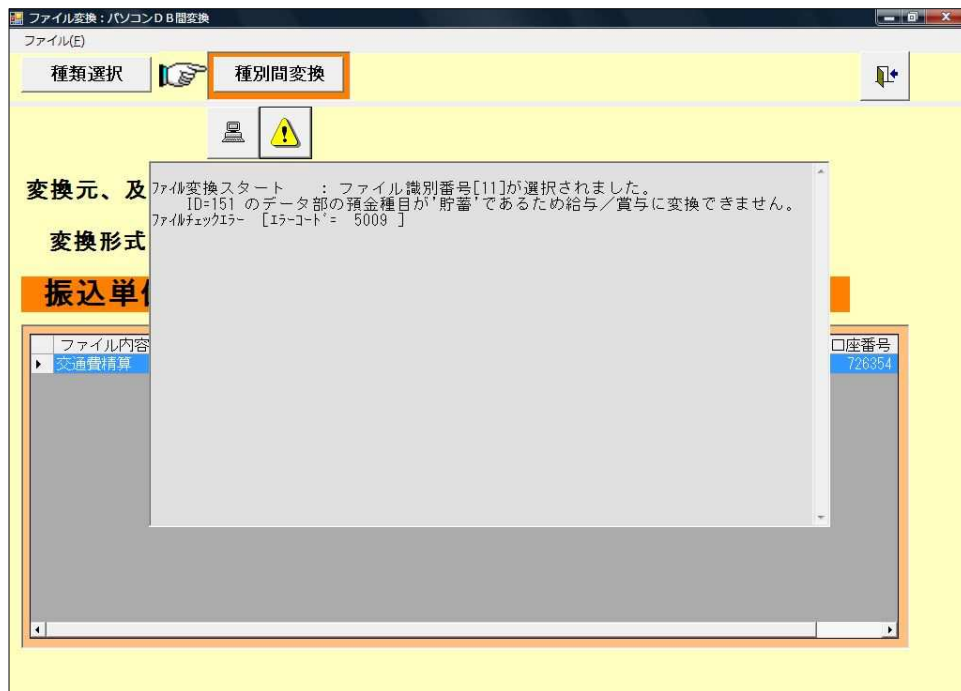 ファイル変換：パソコンＤＢ間変換
ファイル(F)
種類選択
種別間変換
ﾌｧｲﾙ変換スタート　　：ファイル識別番号[11]が選択されました。
ID=151 のデータ部の預金種目が'貯蓄'であるため給与／賞与に変換できません。
ﾌｧｲﾙﾁｪｯｸｴﾗｰ [ｴﾗｰｺｰﾄﾞ= 5009 ]
変換元、及
変換形式
振込単
ファイル内容
口座番号
交通費精算
726354